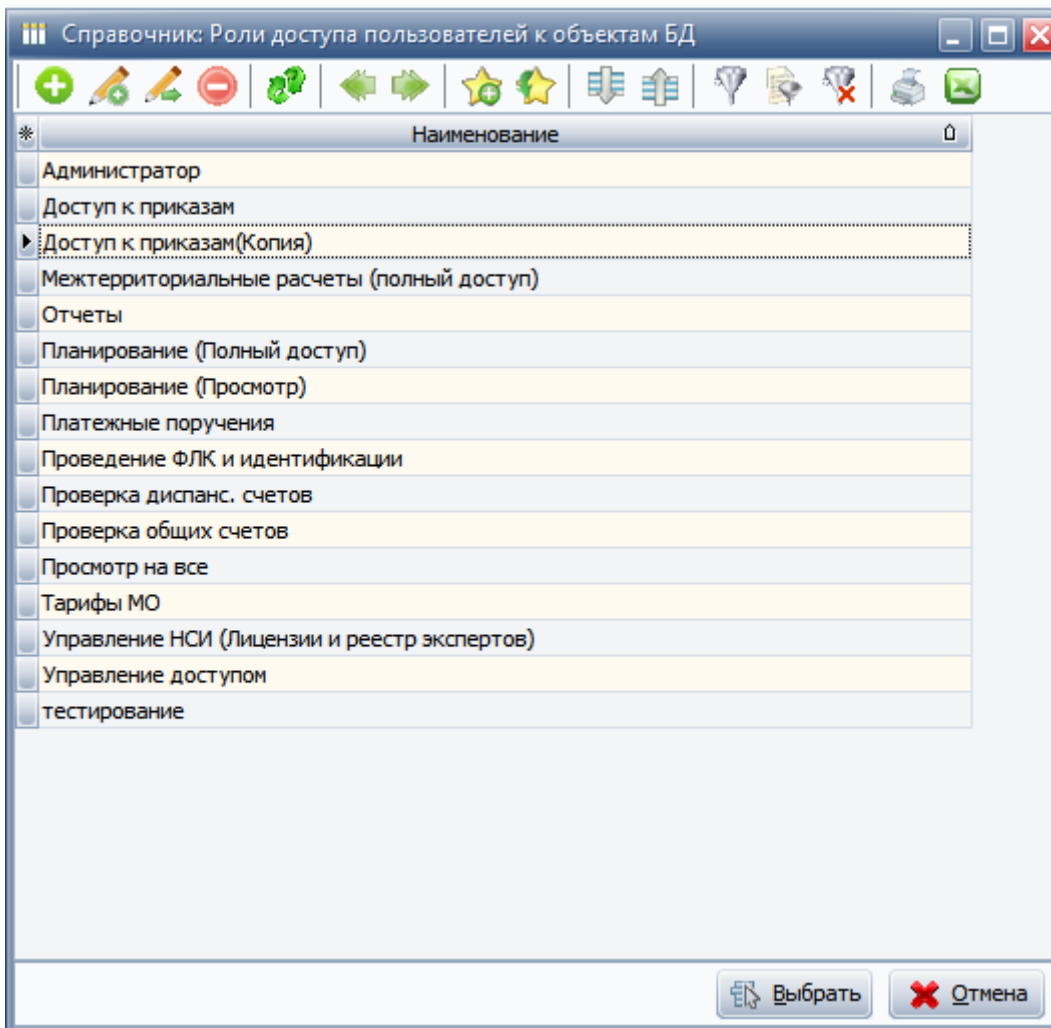 Справочник: Роли доступа пользователей к объектам БД
Наименование
Администратор
Доступ к приказам
Доступ к приказам(Копия)
Межтерриториальные расчеты (полный доступ)
Отчеты
Планирование (Полный доступ)
Планирование (Просмотр)
Платежные поручения
Проведение ФЛК и идентификации
Проверка диспанс. счетов
Проверка общих счетов
Просмотр на все
Тарифы МО
Управление НСИ (Лицензии и реестр экспертов)
Управление доступом
тестирование
Выбрать Отмена